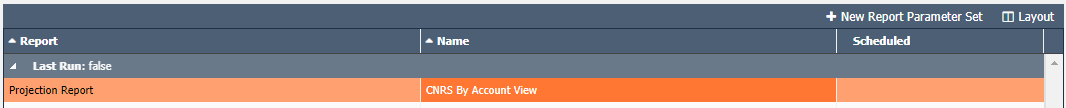 New Report Parameter Set Layout
Report Name Scheduled
Last Run: false
Projection Report CNRS By Account View